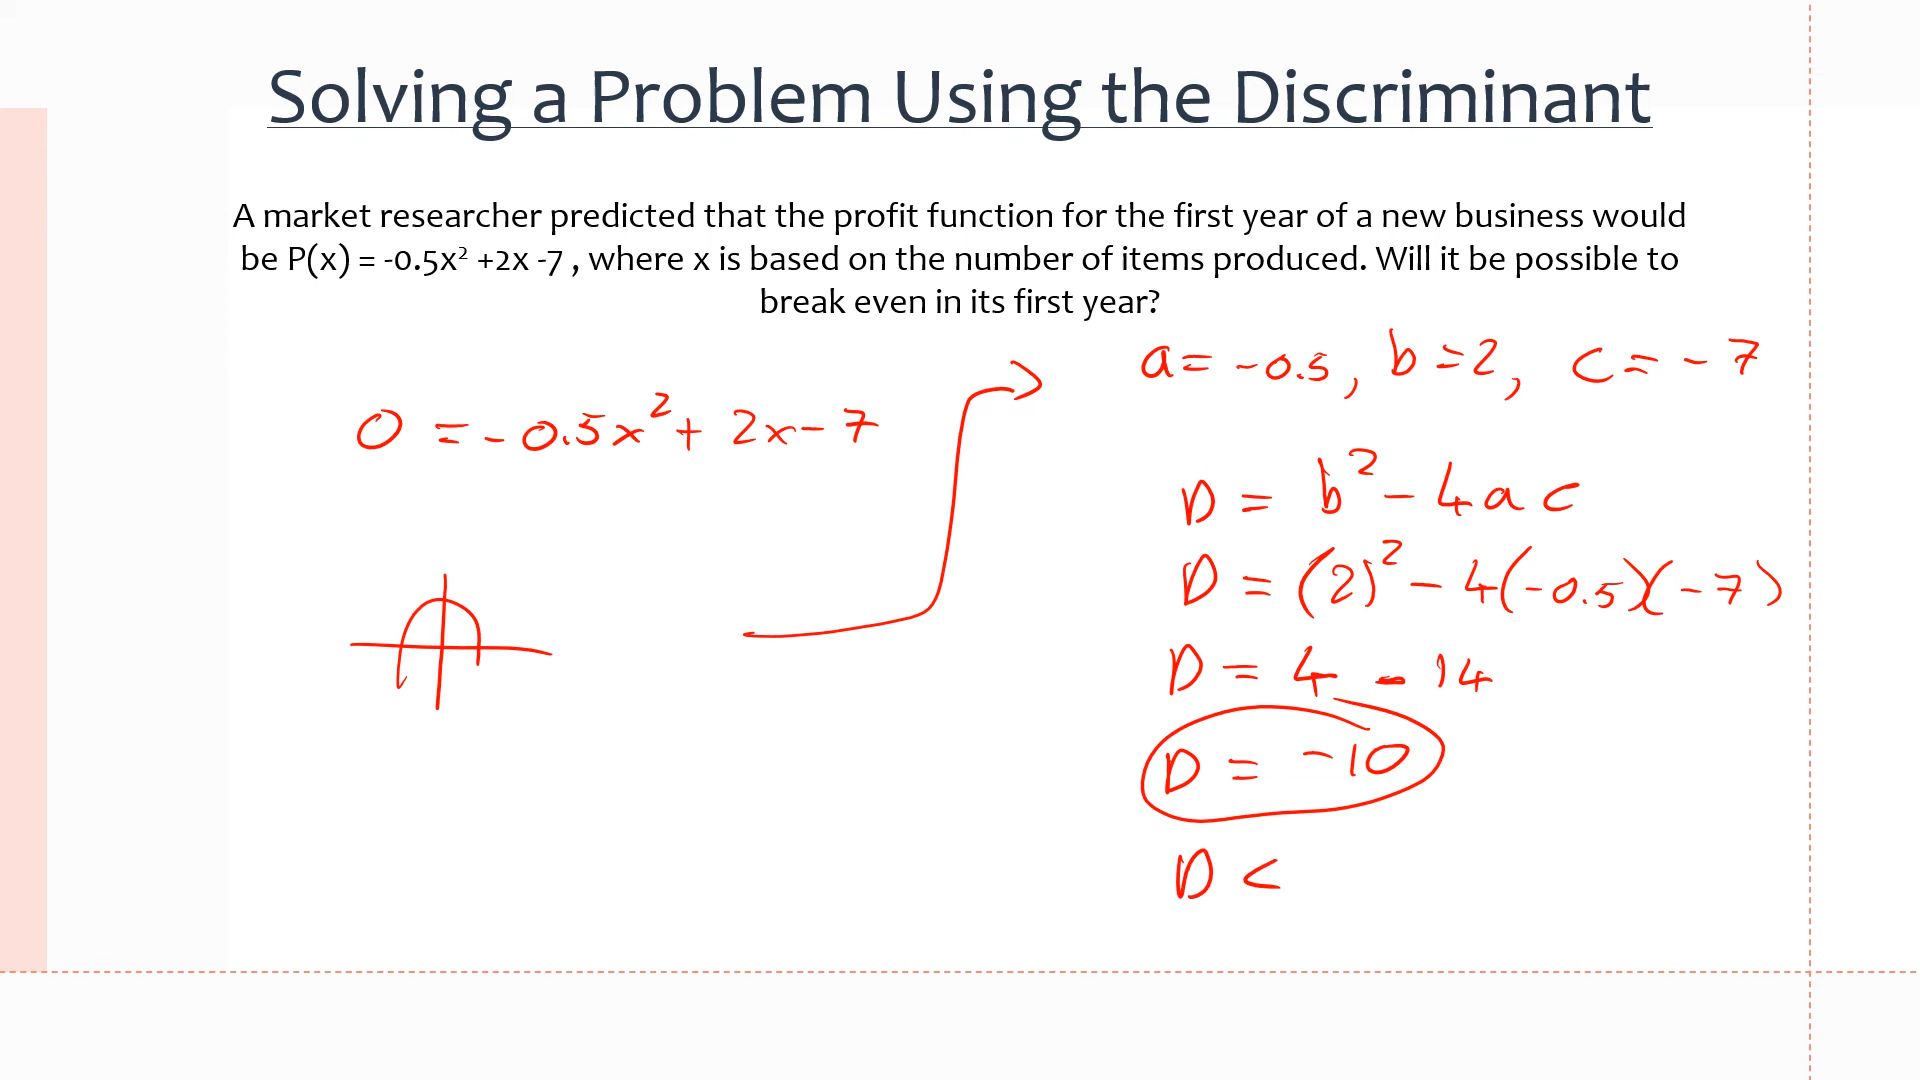 Solving a Problem Using the Discriminant
A market researcher predicted that the profit function for the first year of a new business would
be P(x) = -0.5x² +2x -7 , where x is based on the number of items produced. Will it be possible to
break even in its first year?
0 = -0.5x² + 2x - 7
a = -0.5, b = 2, c = -7
D = b² - 4ac
D = (2)² - 4(-0.5)(-7)
D = 4 - 14
D = -10
D <